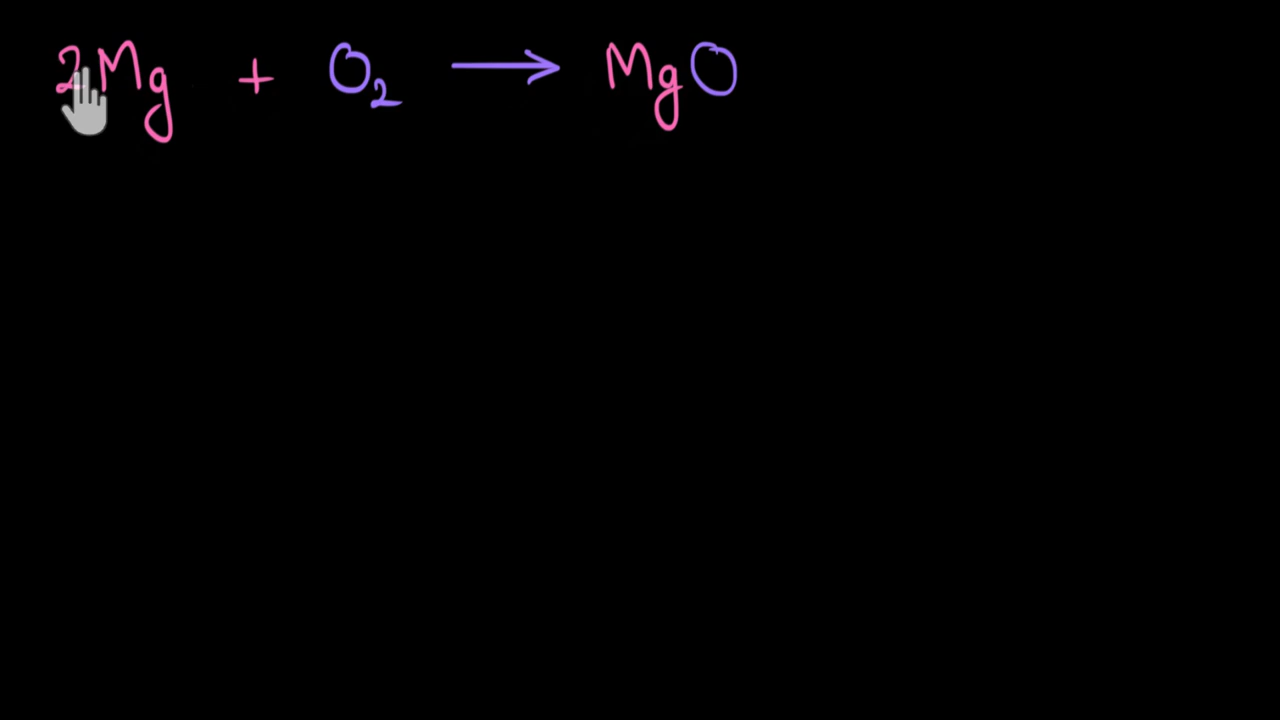 2Mg + O₂ → MgO